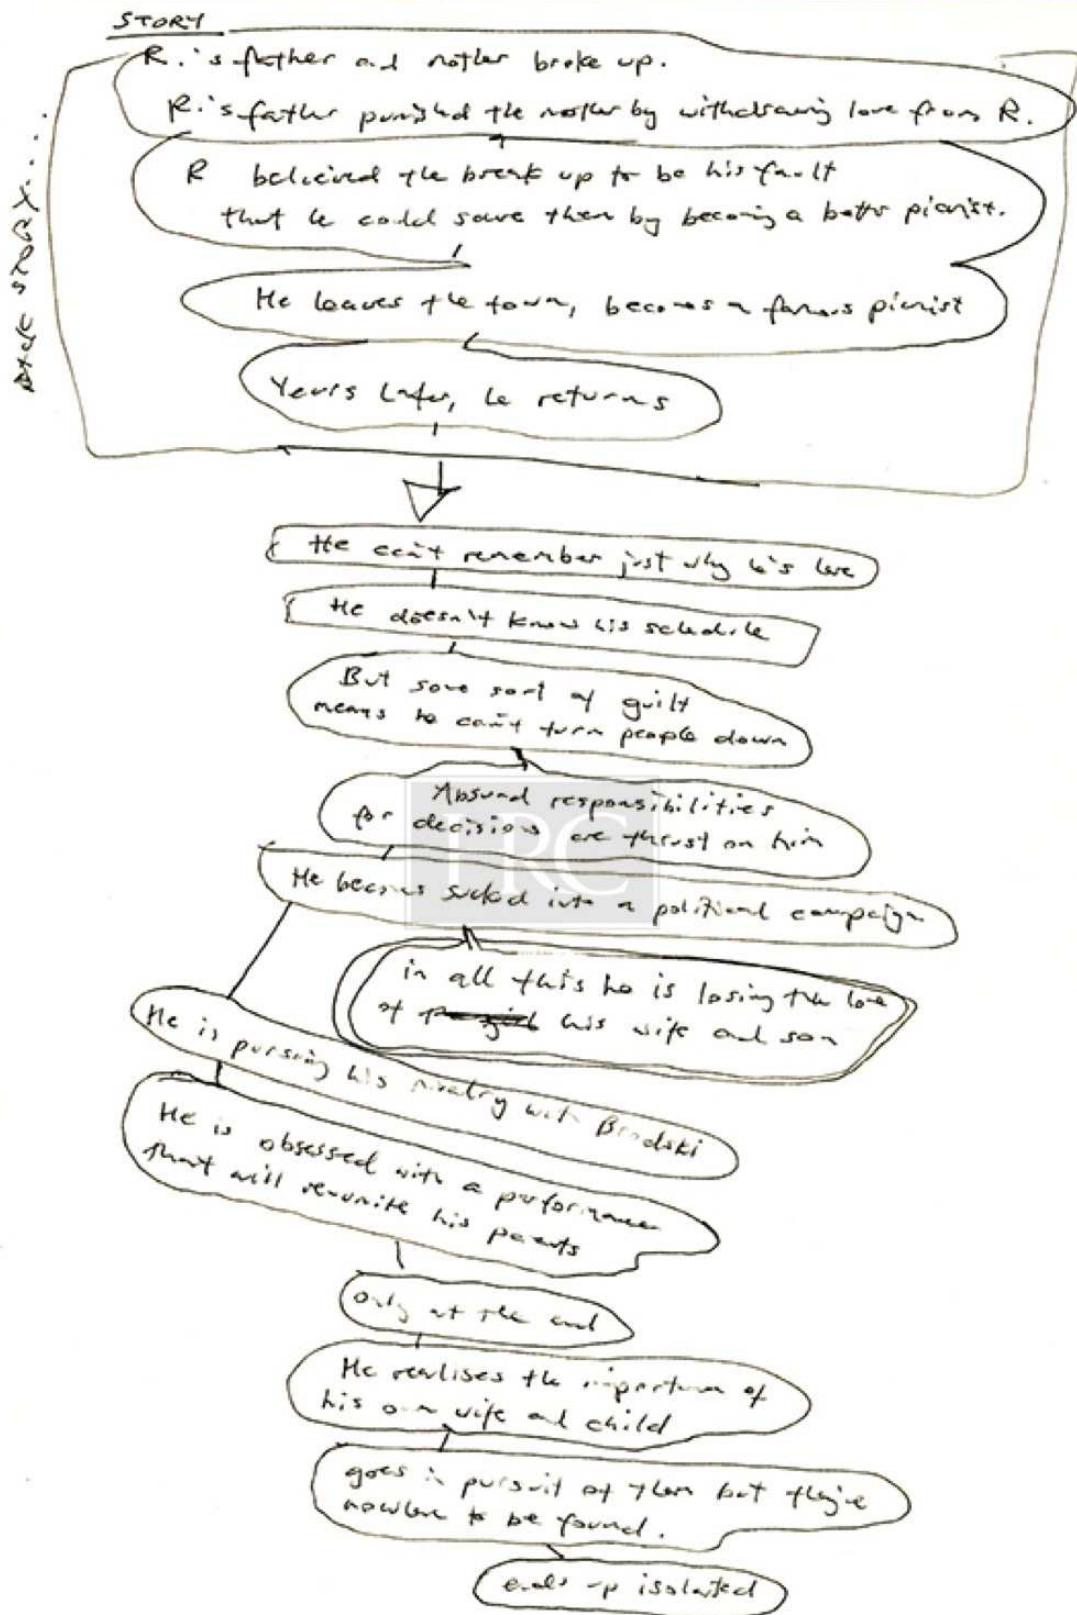 STORY
R.'s father and mother broke up.
R.'s father punished the mother by withdrawing love from R.
R believed the break up to be his fault
that he could save them by becoming a better pianist.
He leaves the town, becomes a famous pianist
Years later, he returns
BACK STORY....
He can't remember just why he's here
He doesn't know his schedule
But some sort of guilt
means he can't turn people down
Absurd responsibilities
for decisions are thrust on him
He becomes sucked into a political campaign
in all this he is losing the love
of his wife and son
He is pursuing his rivalry with Brodski
He is obsessed with a performance
that will re-unite his parents
only at the end
He realises the importance of
his own wife and child
goes in pursuit of them but they're
nowhere to be found.
ends up isolated
HRC